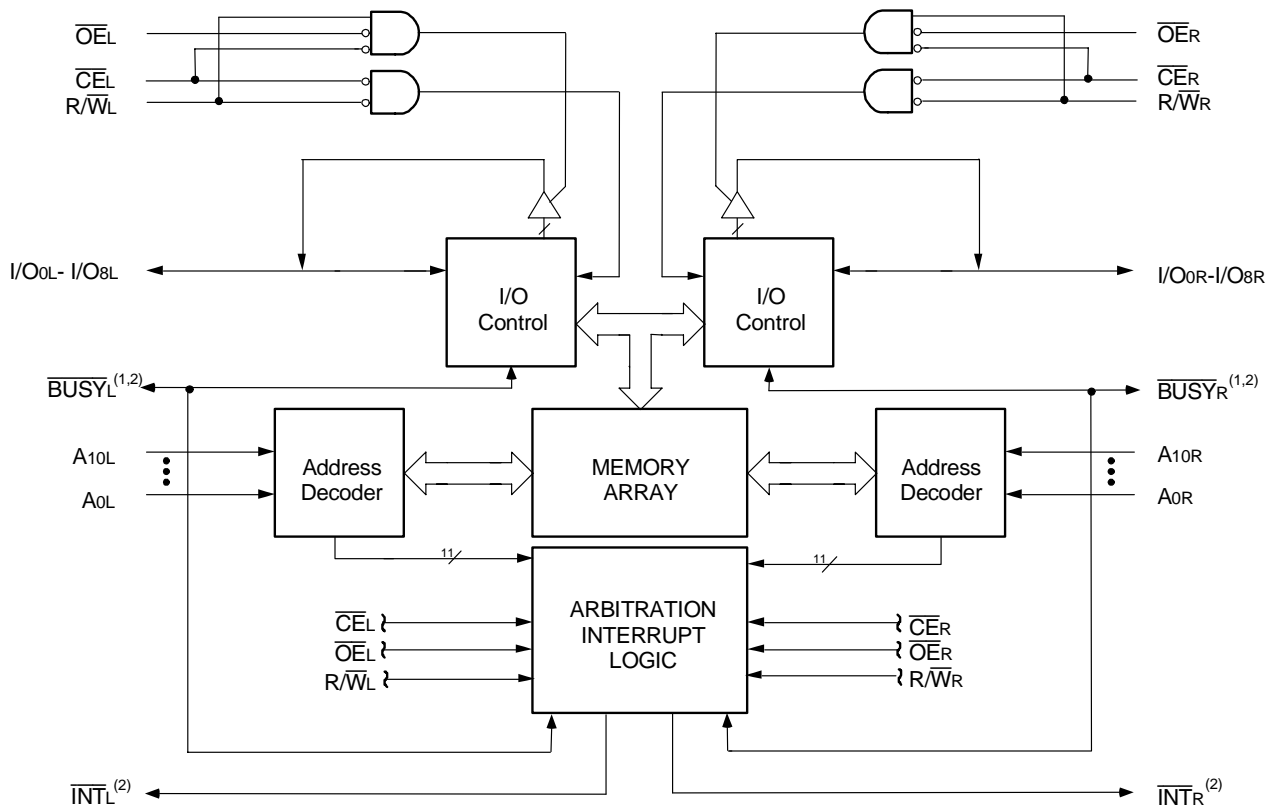 OEL
OER
CEL
CER
R/WL
R/WR
I/O0L- I/O8L
I/O
Control
I/O
Control
I/O0R-I/O8R
BUSYL(1,2)
BUSYR(1,2)
A10L
A0L
Address
Decoder
MEMORY
ARRAY
Address
Decoder
A10R
A0R
11
11
CEL
OEL
R/WL
ARBITRATION
INTERRUPT
LOGIC
CER
OER
R/WR
INTL(2)
INTR(2)